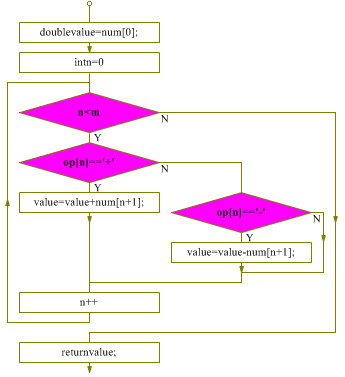 doublevalue=num[0];
intn=0
n<m
N
Y
op[n]=='+'
N
Y
value=value+num[n+1];
op[n]=='-'
N
Y
value=value-num[n+1];
n++
returnvalue;